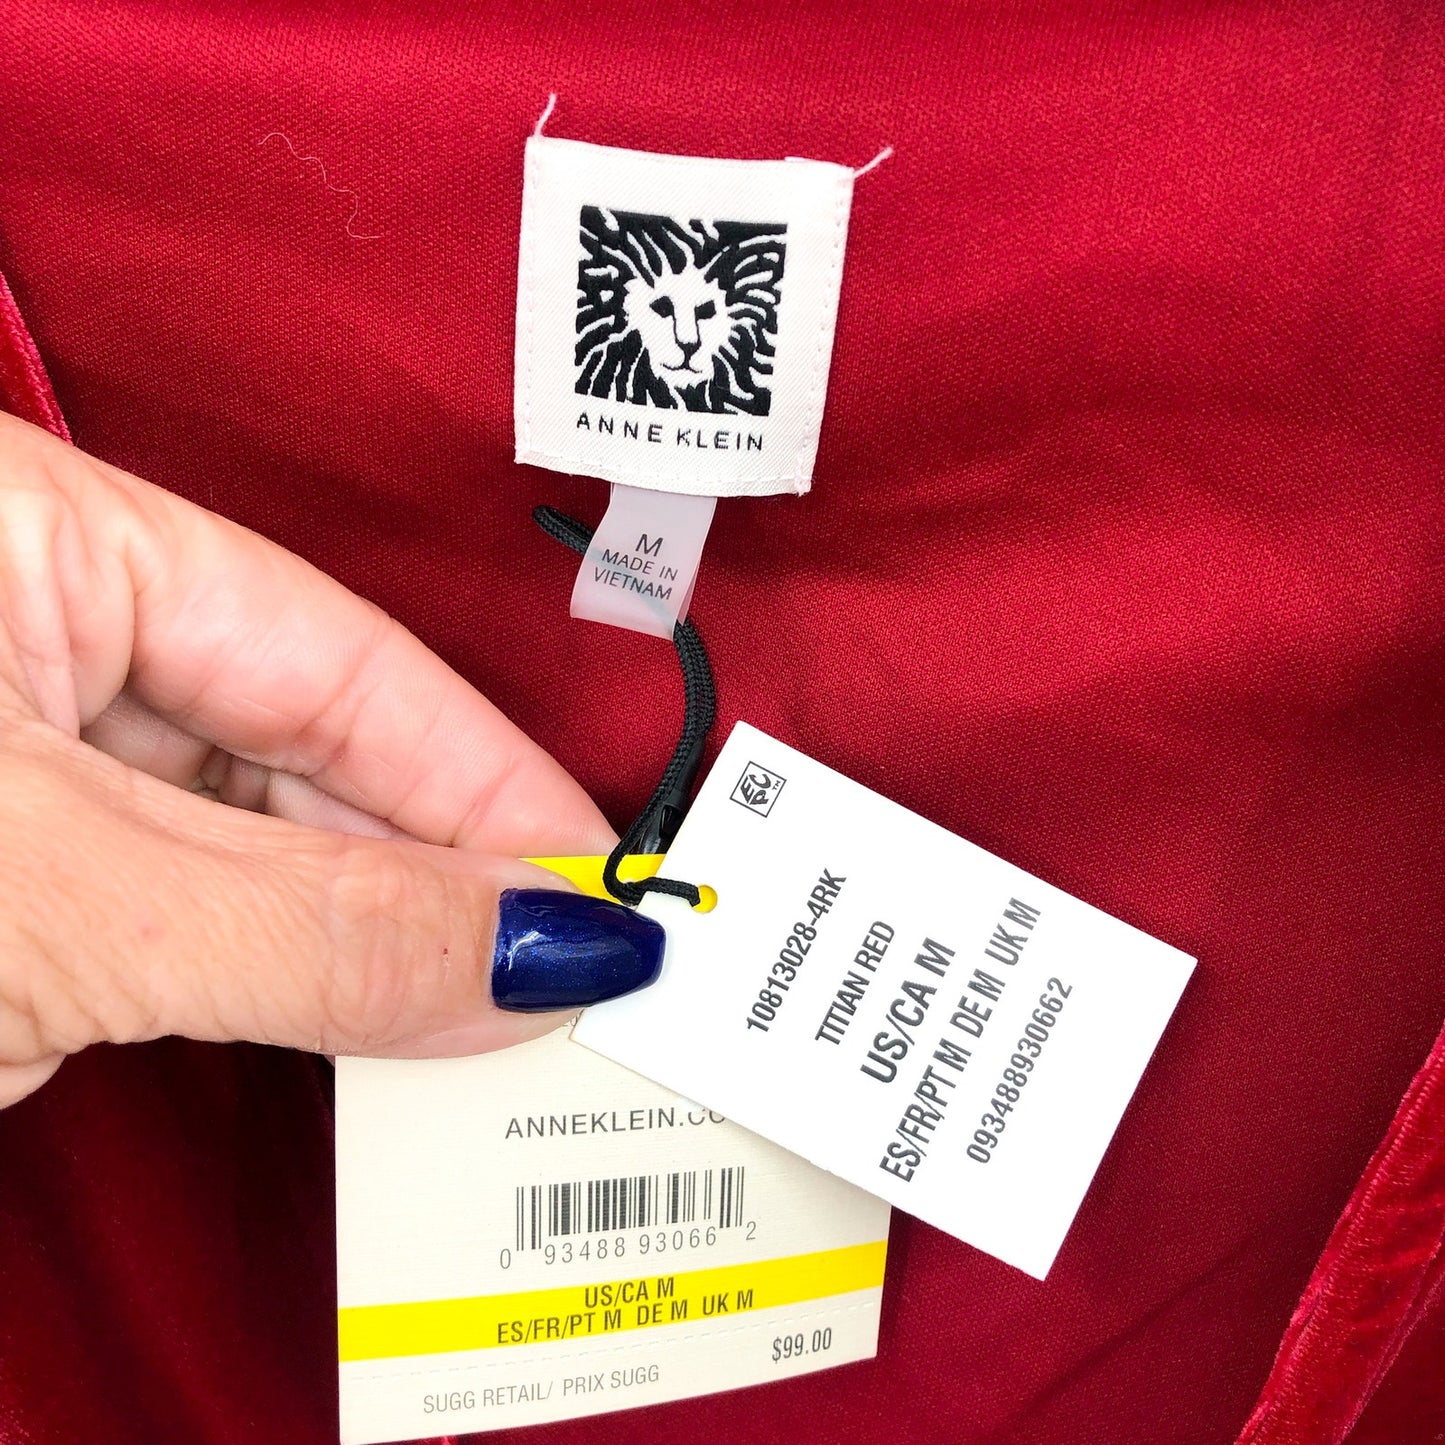 ANNE KLEIN
M
MADE IN
VIETNAM
EPC™
10813028-4RK
TITIAN RED
US/CA M
ES/FR/PT M DE M UK M
093488930662
ANNEKLEIN.CO
0 93488 93066 2
US/CA M
ES/FR/PT M DE M UK M
$99.00
SUGG RETAIL/ PRIX SUGG